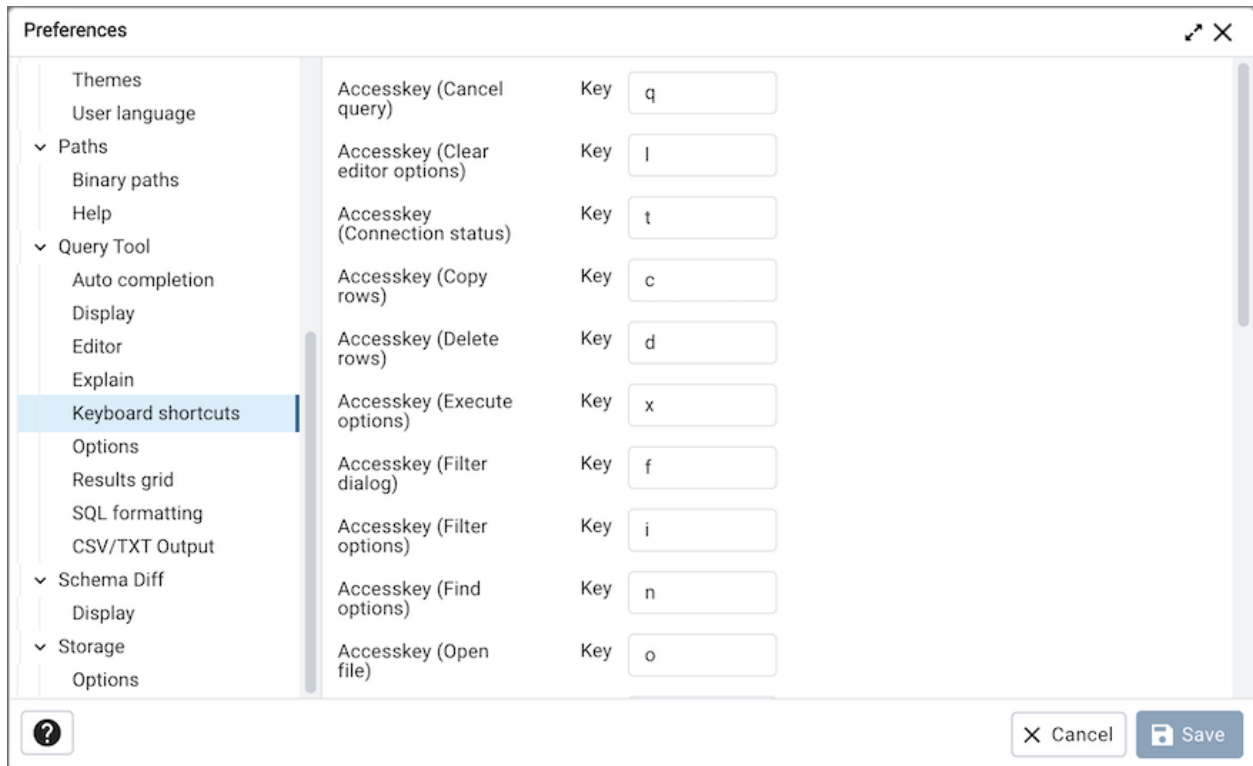 Preferences
Themes
User language
Paths
Binary paths
Help
Query Tool
Auto completion
Display
Editor
Explain
Keyboard shortcuts
Options
Results grid
SQL formatting
CSV/TXT Output
Schema Diff
Display
Storage
Options
Accesskey (Cancel
query)
Key q
Accesskey (Clear
editor options)
Key l
Accesskey
(Connection status)
Key t
Accesskey (Copy
rows)
Key c
Accesskey (Delete
rows)
Key d
Accesskey (Execute
options)
Key x
Accesskey (Filter
dialog)
Key f
Accesskey (Filter
options)
Key i
Accesskey (Find
options)
Key n
Accesskey (Open
file)
Key o
? Cancel Save